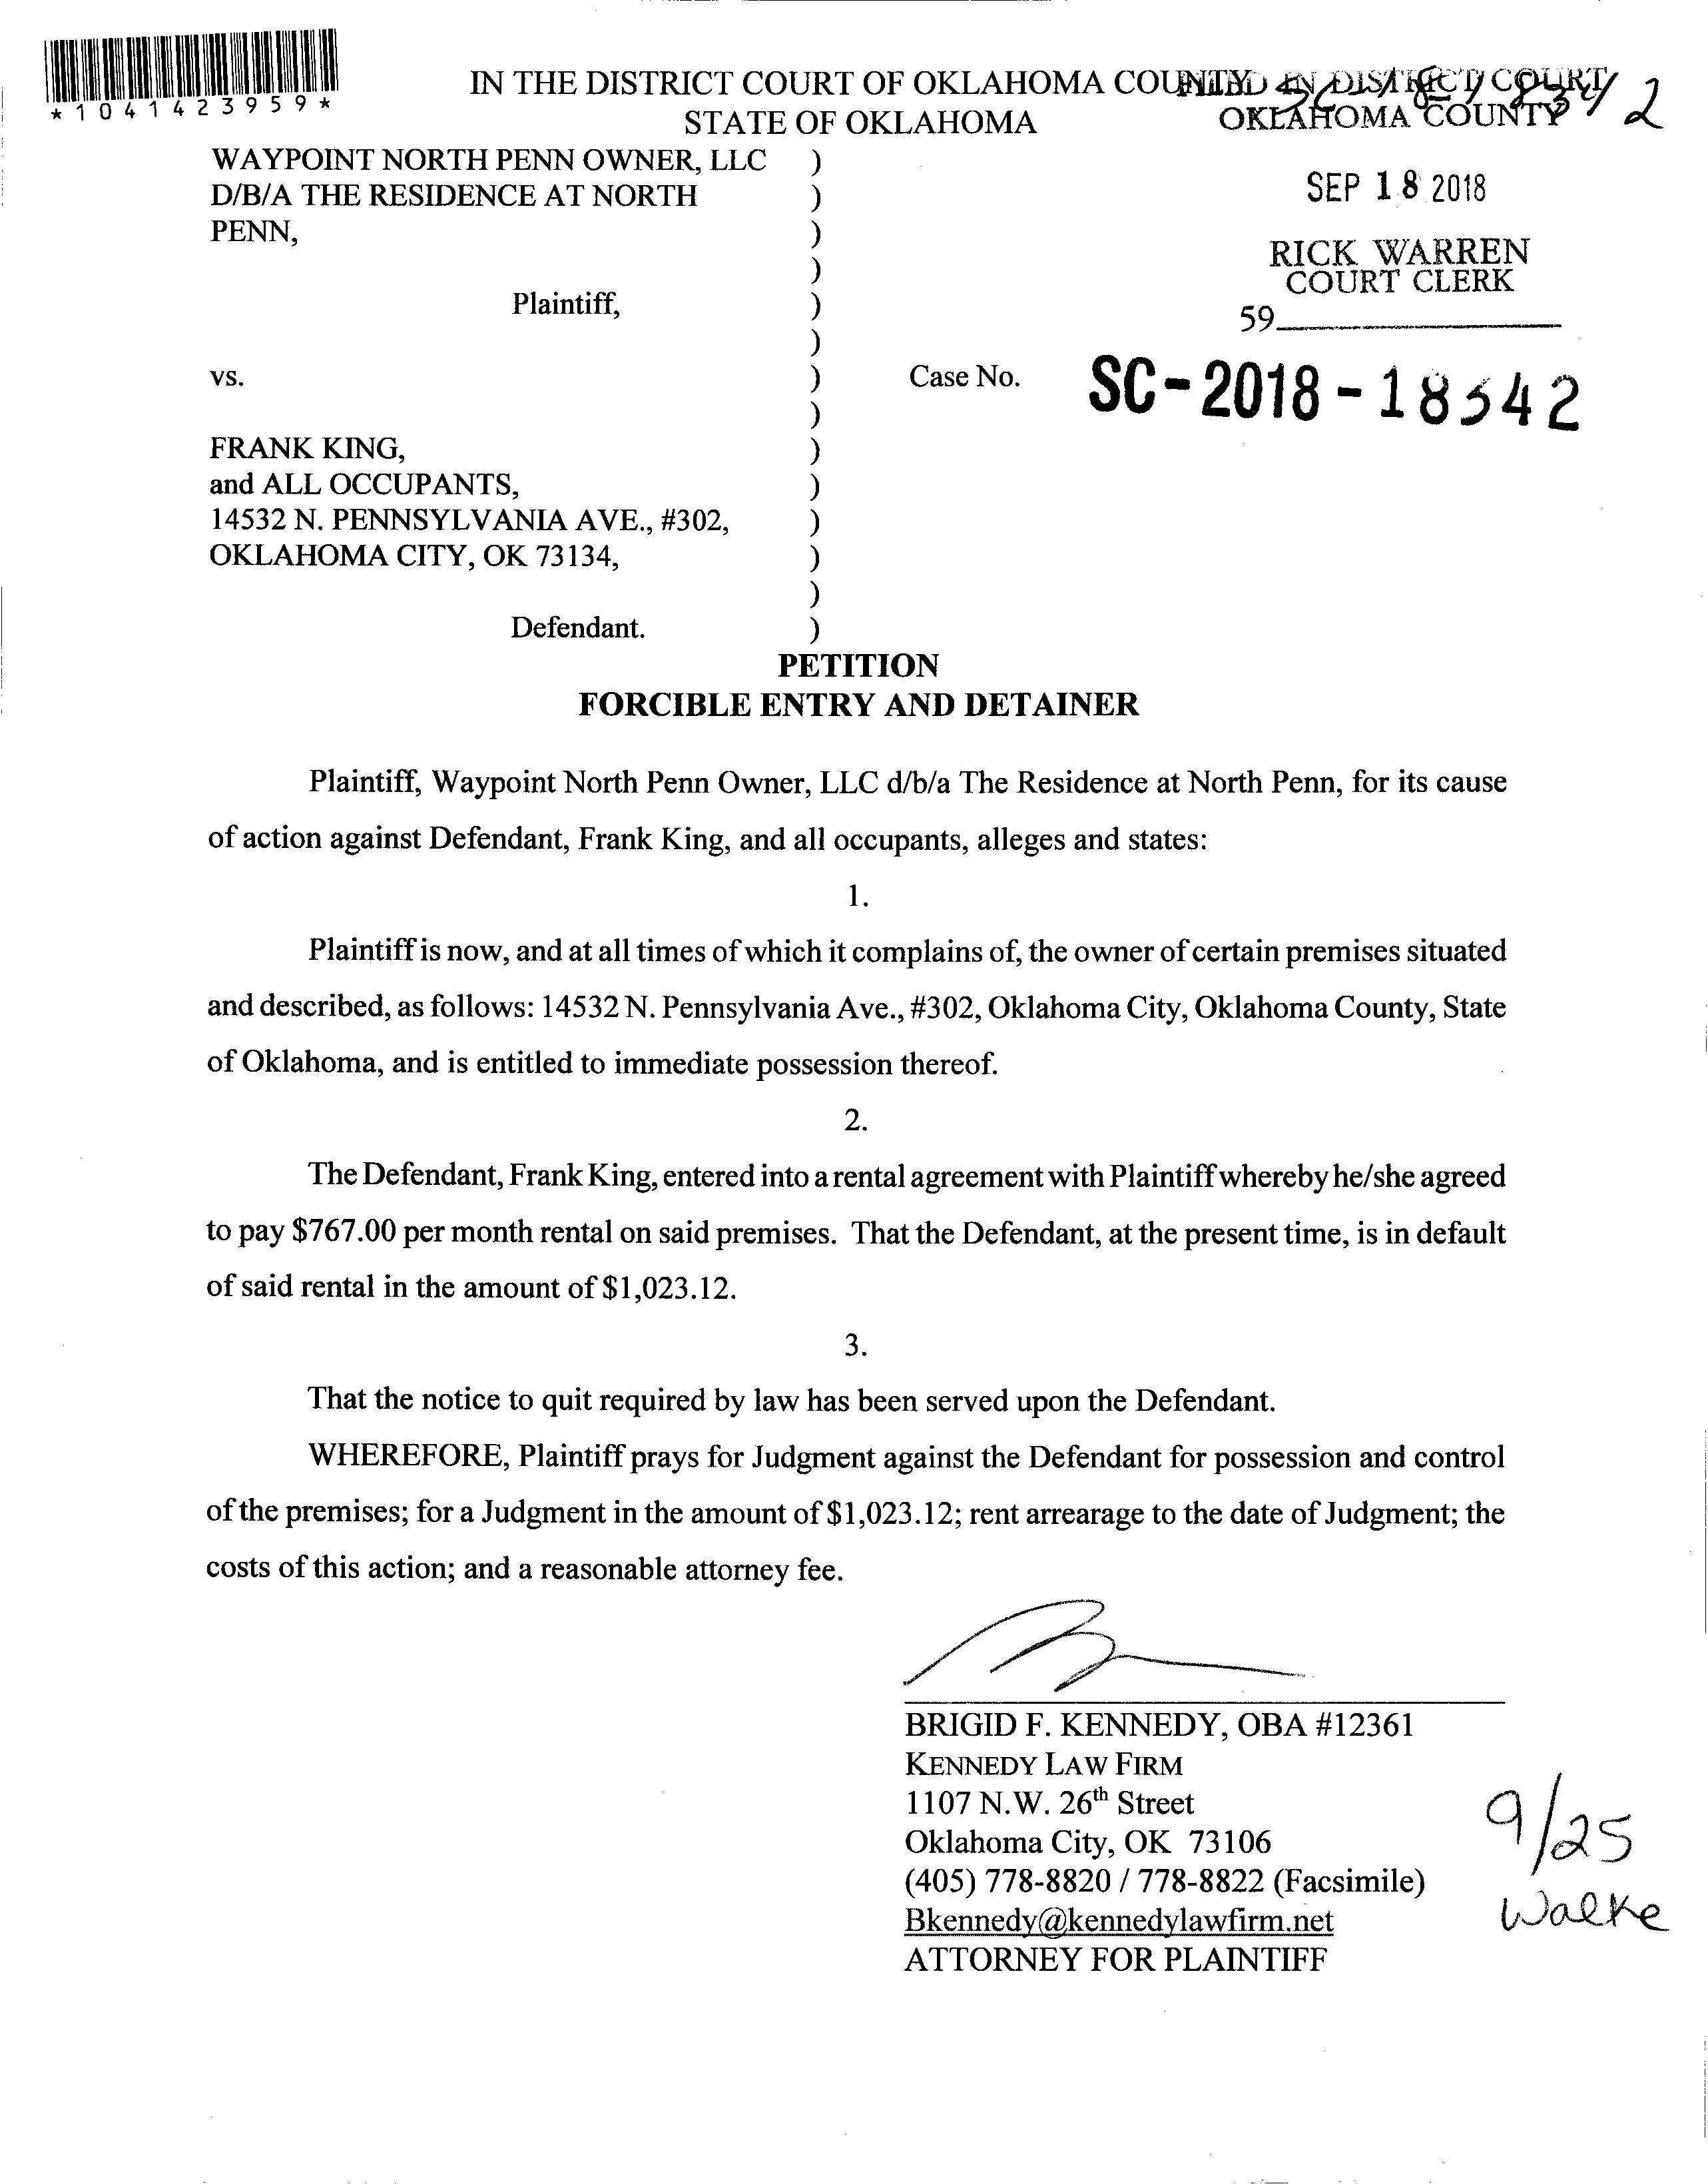 *1041423959*
IN THE DISTRICT COURT OF OKLAHOMA COUNTY
STATE OF OKLAHOMA
IN DISTRICT COURT
OKLAHOMA COUNTY
SEP 18 2018
RICK WARREN
COURT CLERK
59
WAYPOINT NORTH PENN OWNER, LLC )
D/B/A THE RESIDENCE AT NORTH )
PENN, )
)
Plaintiff, )
)
vs. ) Case No. SC-2018-18342
)
FRANK KING, )
and ALL OCCUPANTS, )
14532 N. PENNSYLVANIA AVE., #302, )
OKLAHOMA CITY, OK 73134, )
)
Defendant. )
PETITION
FORCIBLE ENTRY AND DETAINER
Plaintiff, Waypoint North Penn Owner, LLC d/b/a The Residence at North Penn, for its cause
of action against Defendant, Frank King, and all occupants, alleges and states:
1.
Plaintiff is now, and at all times of which it complains of, the owner of certain premises situated
and described, as follows: 14532 N. Pennsylvania Ave., #302, Oklahoma City, Oklahoma County, State
of Oklahoma, and is entitled to immediate possession thereof.
2.
The Defendant, Frank King, entered into a rental agreement with Plaintiff whereby he/she agreed
to pay $767.00 per month rental on said premises. That the Defendant, at the present time, is in default
of said rental in the amount of $1,023.12.
3.
That the notice to quit required by law has been served upon the Defendant.
WHEREFORE, Plaintiff prays for Judgment against the Defendant for possession and control
of the premises; for a Judgment in the amount of $1,023.12; rent arrearage to the date of Judgment; the
costs of this action; and a reasonable attorney fee.
BRIGID F. KENNEDY, OBA #12361
KENNEDY LAW FIRM
1107 N.W. 26th Street
Oklahoma City, OK 73106
(405) 778-8820 / 778-8822 (Facsimile)
Bkennedy@kennedylawfirm.net
ATTORNEY FOR PLAINTIFF
9/25
Walke